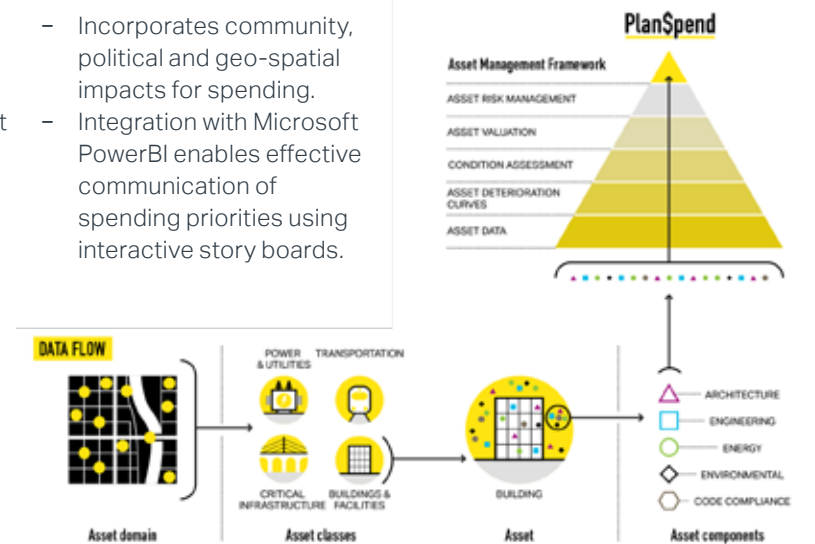 – Incorporates community,
political and geo-spatial
impacts for spending.
t
– Integration with Microsoft
PowerBI enables effective
communication of
spending priorities using
interactive story boards.
Plan$pend
Asset Management Framework
ASSET RISK MANAGEMENT
ASSET VALUATION
CONDITION ASSESSMENT
ASSET DETERIORATION
CURVES
ASSET DATA
DATA FLOW
POWER
& UTILITIES
TRANSPORTATION
CRITICAL
INFRASTRUCTURE
BUILDINGS &
FACILITIES
BUILDING
ARCHITECTURE
ENGINEERING
ENERGY
ENVIRONMENTAL
CODE COMPLIANCE
Asset domain
Asset classes
Asset
Asset components